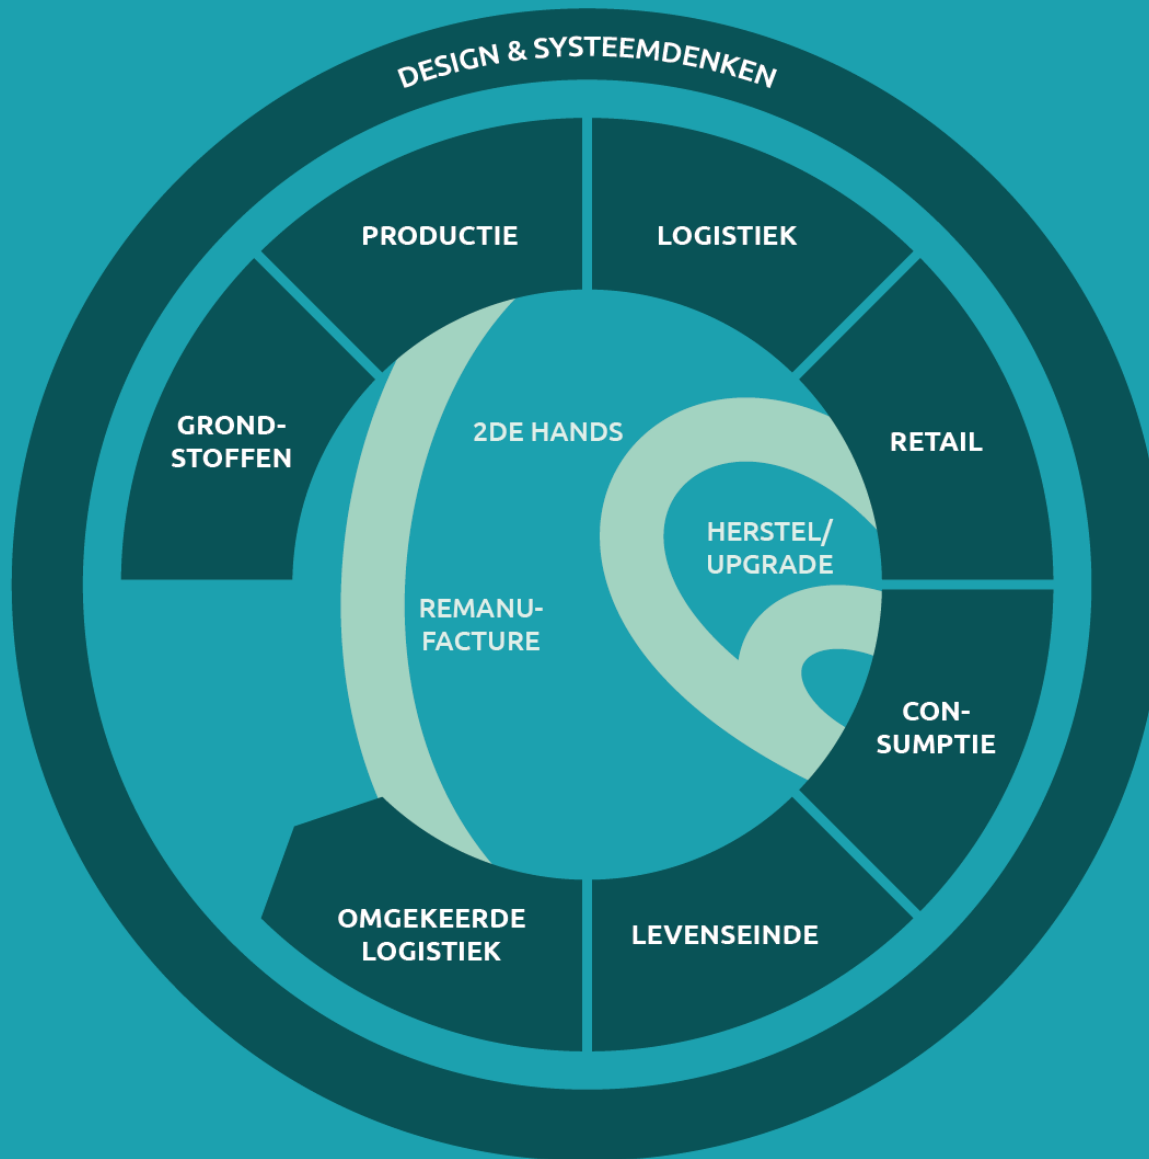 DESIGN & SYSTEEMDENKEN
PRODUCTIE
LOGISTIEK
GROND-
STOFFEN
2DE HANDS
RETAIL
HERSTEL/
UPGRADE
REMANU-
FACTURE
CON-
SUMPTIE
OMGEKEERDE
LOGISTIEK
LEVENSEINDE